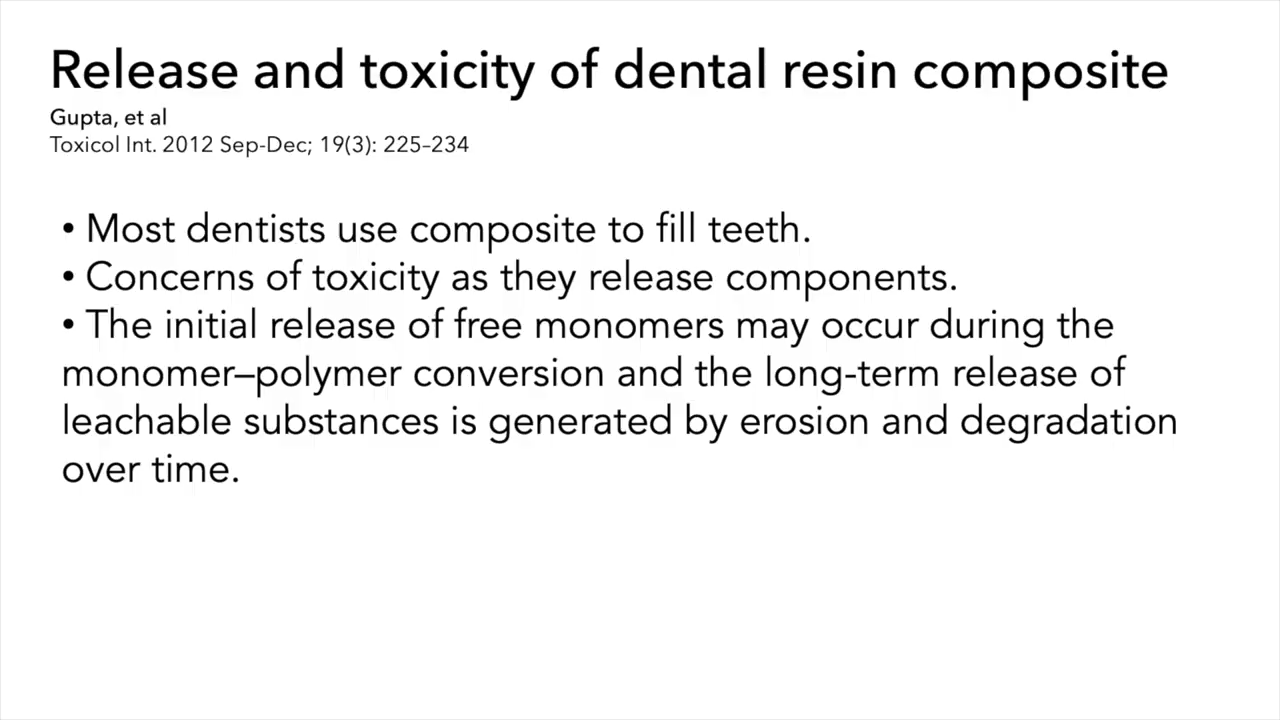 Release and toxicity of dental resin composite
Gupta, et al
Toxicol Int. 2012 Sep-Dec; 19(3): 225–234
• Most dentists use composite to fill teeth.
• Concerns of toxicity as they release components.
• The initial release of free monomers may occur during the
monomer–polymer conversion and the long-term release of
leachable substances is generated by erosion and degradation
over time.